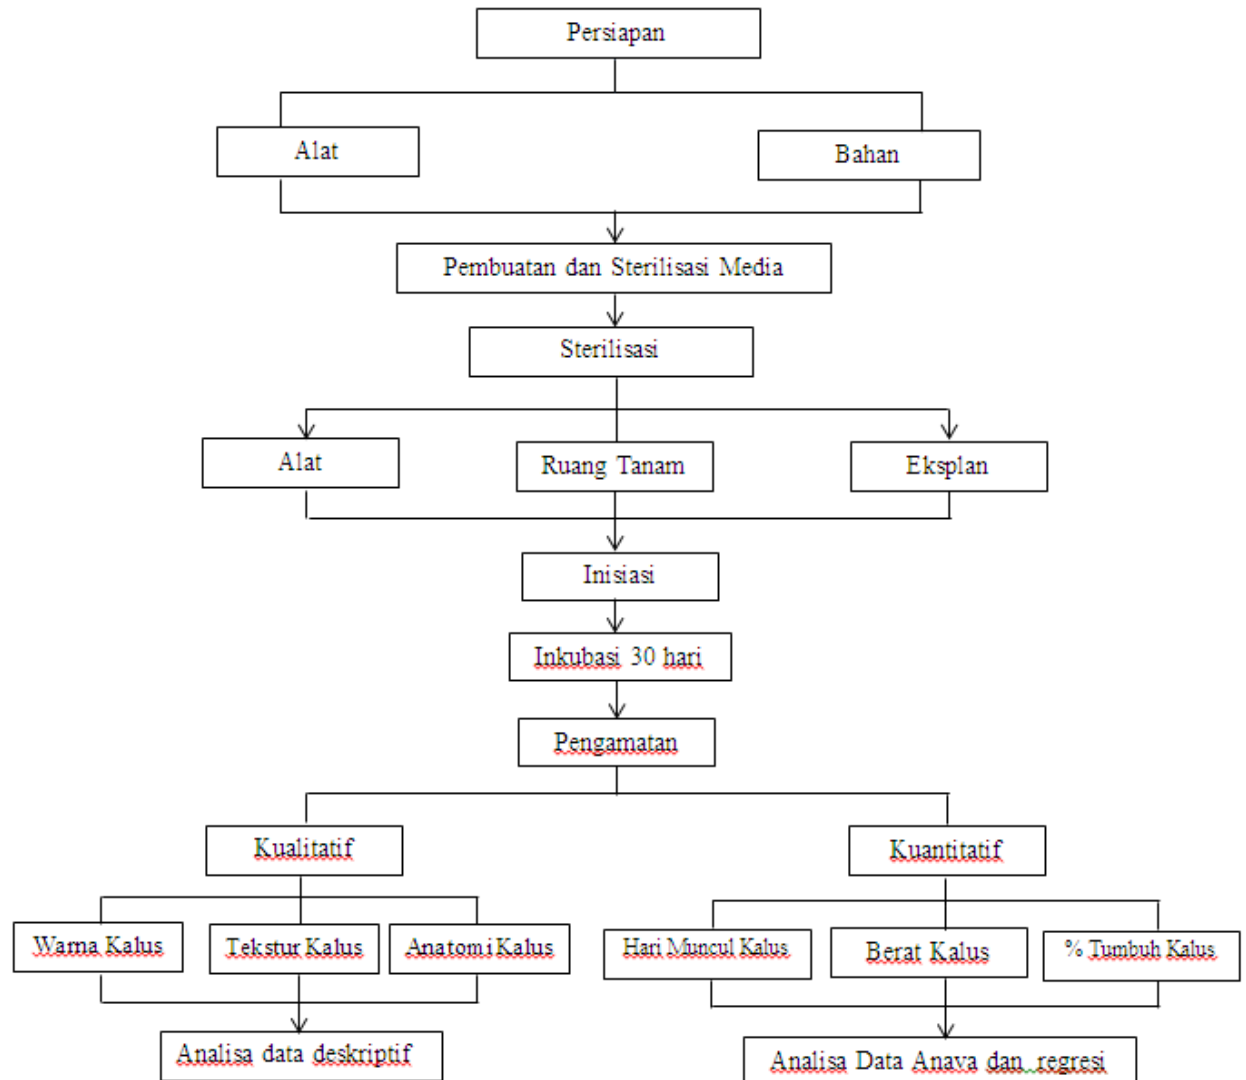 Persiapan
Alat
Bahan
Pembuatan dan Sterilisasi Media
Sterilisasi
Alat
Ruang Tanam
Eksplan
Inisiasi
Inkubasi 30 hari
Pengamatan
Kualitatif
Kuantitatif
Warna Kalus
Tekstur Kalus
Anatomi Kalus
Hari Muncul Kalus
Berat Kalus
% Tumbuh Kalus
Analisa data deskriptif
Analisa Data Anava dan regresi